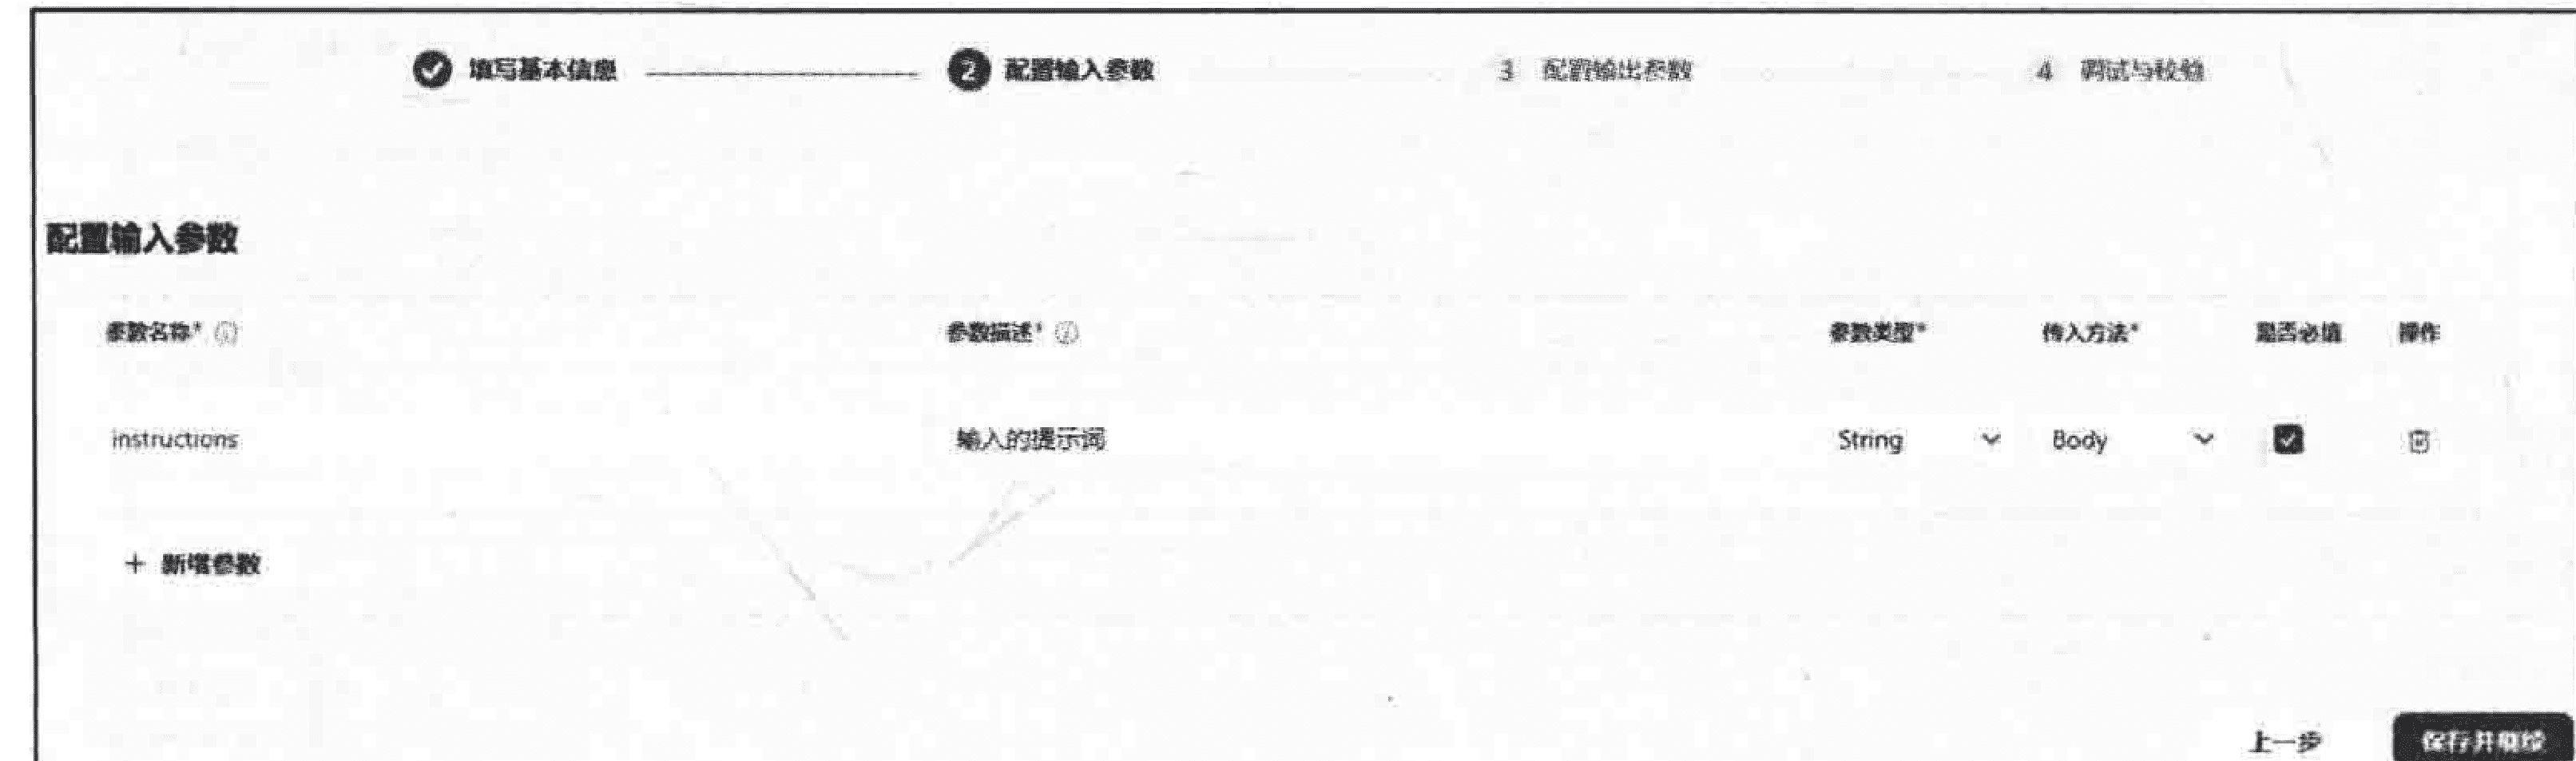 填写基本信息 2 配置输入参数 3 配置输出参数 4 调试与校验
配置输入参数
参数名称* 参数描述* 参数类型* 传入方法* 是否必填 操作
instructions 输入的提示词 String Body
+ 新增参数
上一步 保存并继续